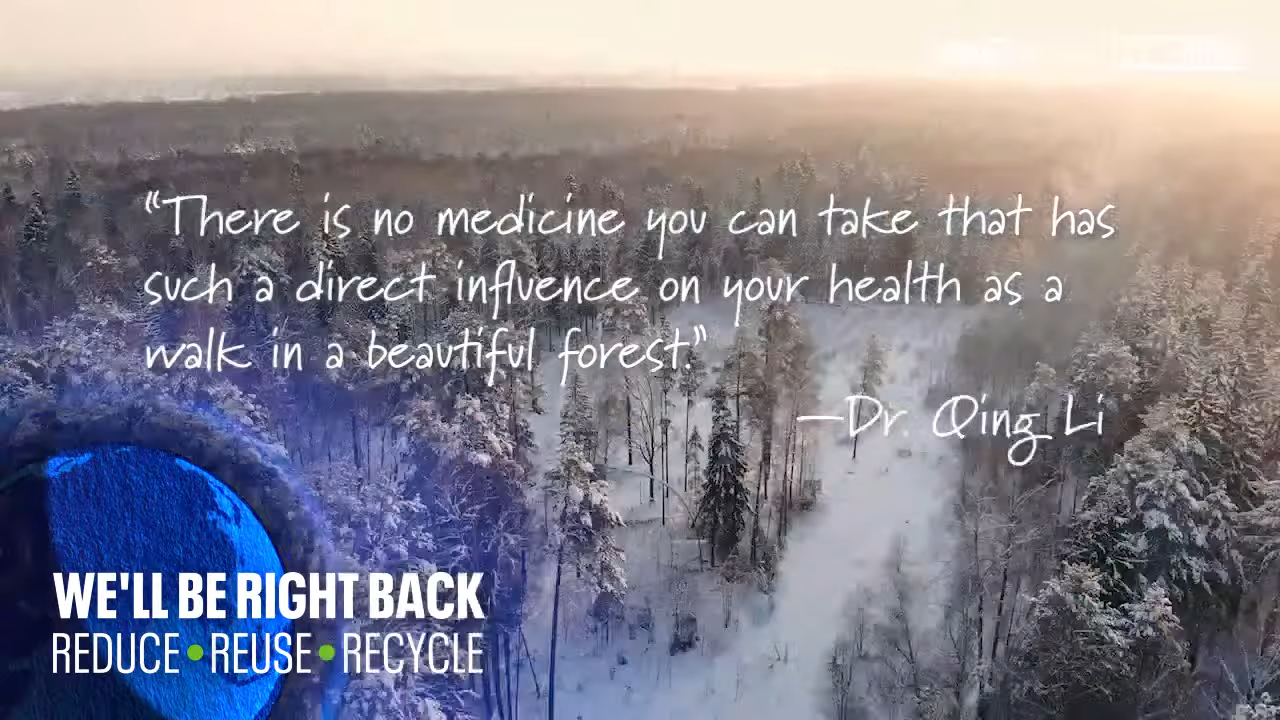 “There is no medicine you can take that has
such a direct influence on your health as a
walk in a beautiful forest.”
—Dr. Qing Li
WE'LL BE RIGHT BACK
REDUCE•REUSE•RECYCLE